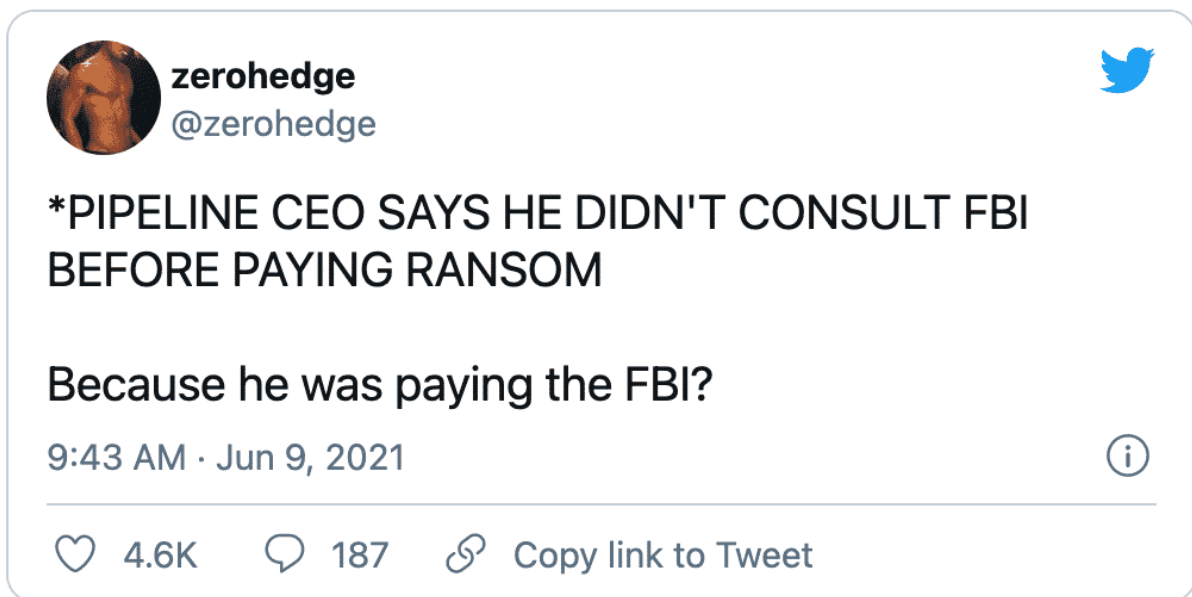 zerohedge
@zerohedge
*PIPELINE CEO SAYS HE DIDN'T CONSULT FBI
BEFORE PAYING RANSOM
Because he was paying the FBI?
9:43 AM · Jun 9, 2021
4.6K 187 Copy link to Tweet